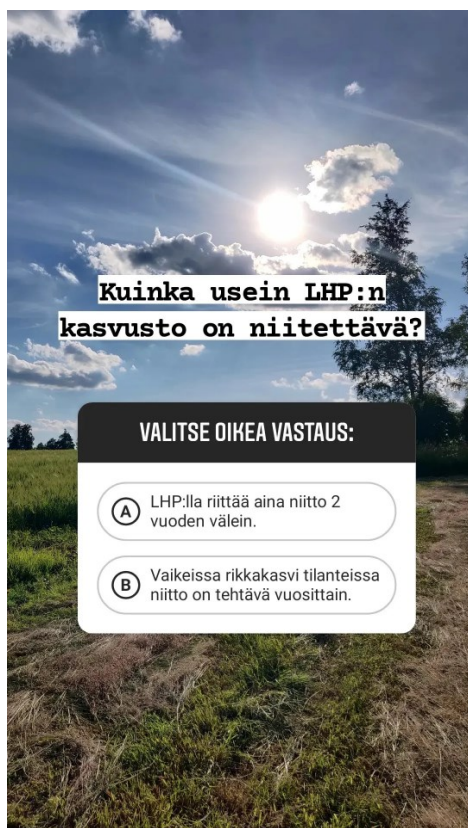 Kuinka usein LHP:n
kasvusto on niitettävä?
VALITSE OIKEA VASTAUS:
A LHP:lla riittää aina niitto 2
vuoden välein.
B Vaikeissa rikkakasvi tilanteissa
niitto on tehtävä vuosittain.